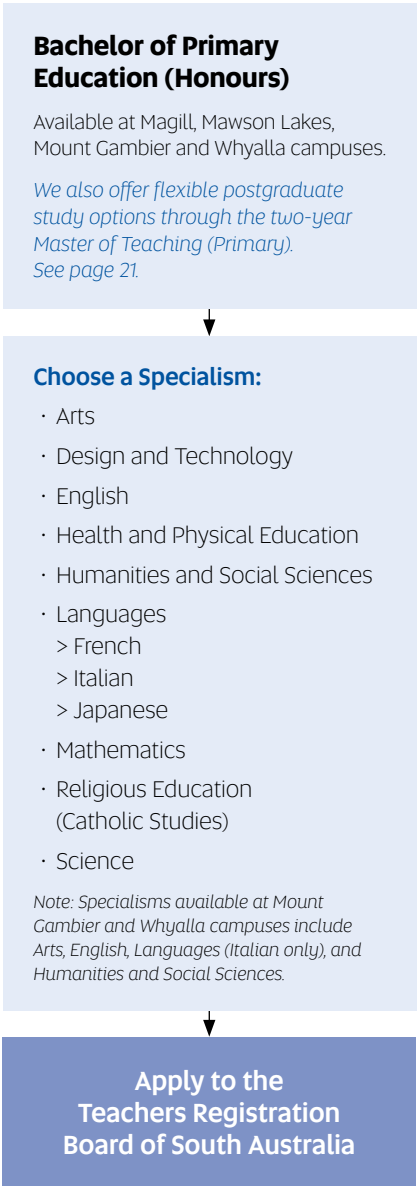 Bachelor of Primary
Education (Honours)
Available at Magill, Mawson Lakes,
Mount Gambier and Whyalla campuses.
We also offer flexible postgraduate
study options through the two-year
Master of Teaching (Primary).
See page 21.
Choose a Specialism:
· Arts
· Design and Technology
· English
· Health and Physical Education
· Humanities and Social Sciences
· Languages
> French
> Italian
> Japanese
· Mathematics
· Religious Education
(Catholic Studies)
· Science
Note: Specialisms available at Mount
Gambier and Whyalla campuses include
Arts, English, Languages (Italian only), and
Humanities and Social Sciences.
Apply to the
Teachers Registration
Board of South Australia